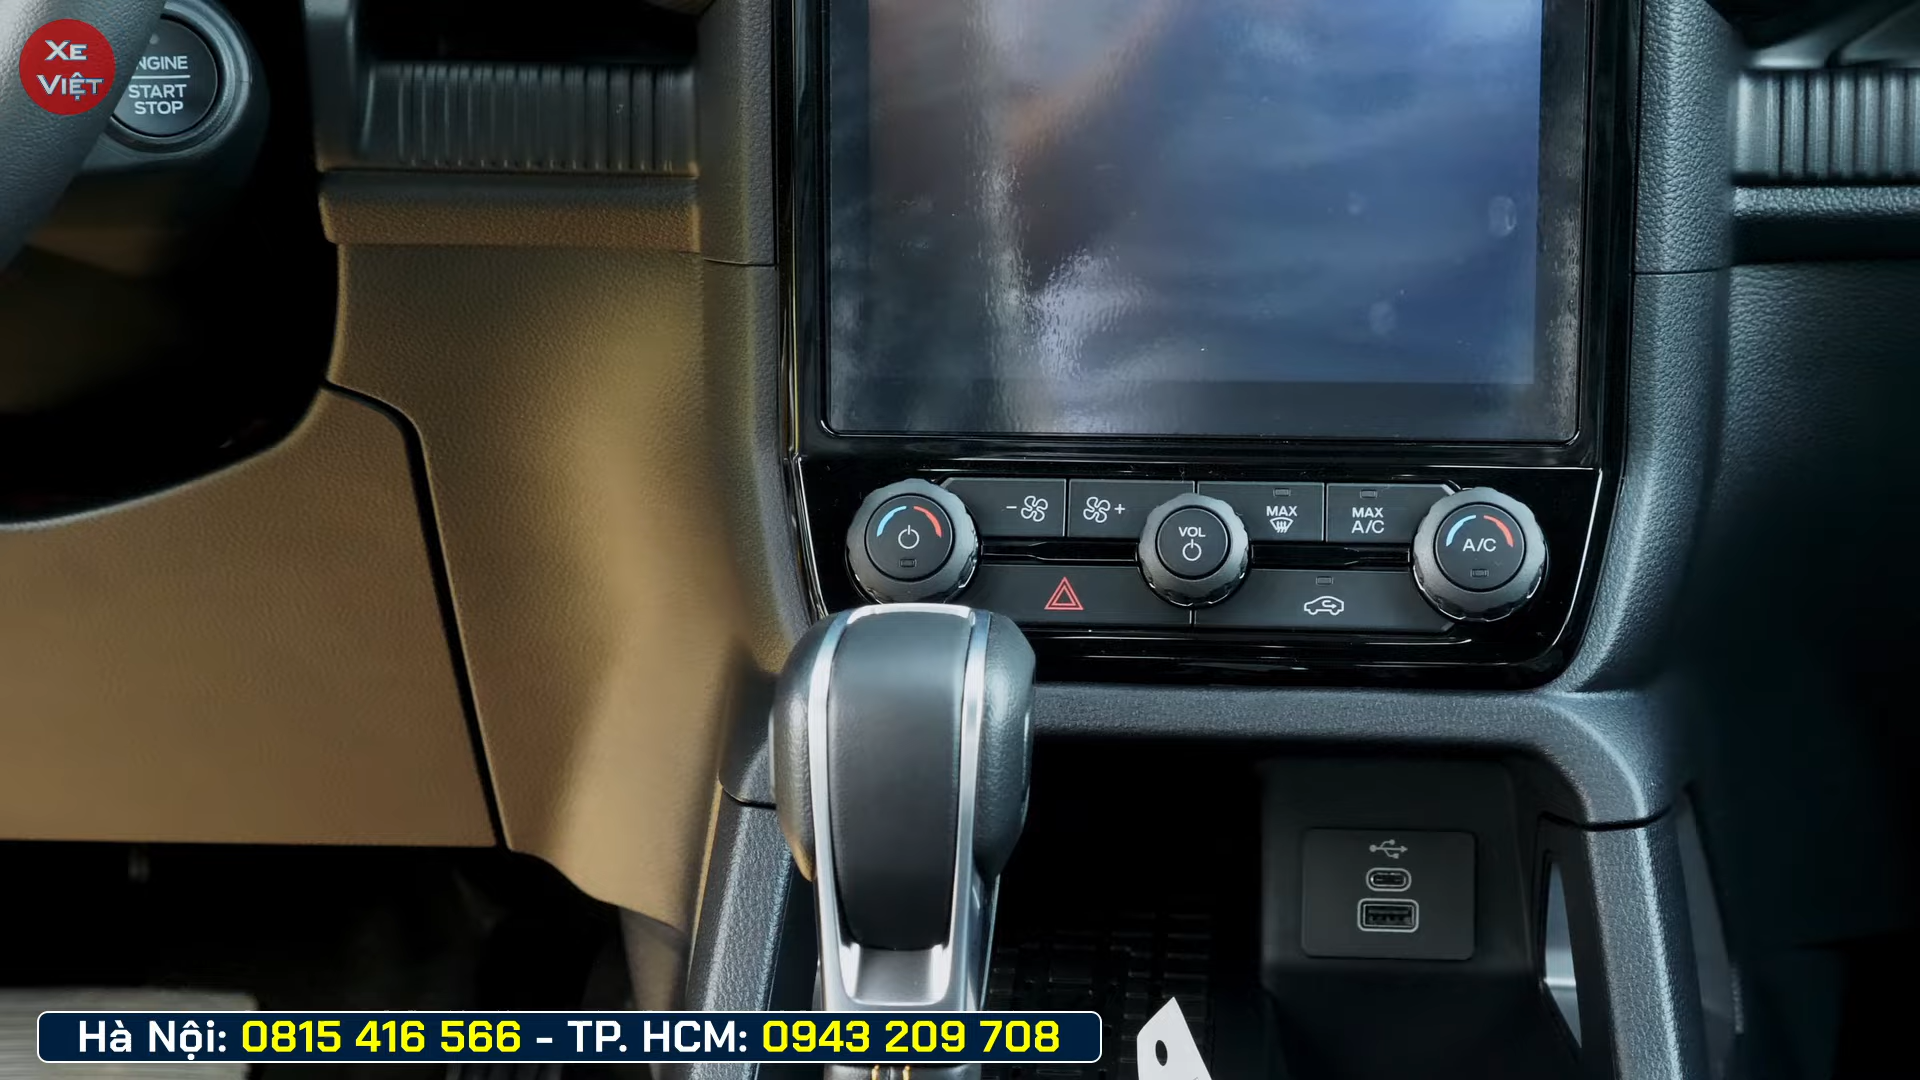 XE
VIỆT
NGINE
START
STOP
-
+
VOL
MAX
MAX
A/C
A/C
Hà Nội: 0815 416 566 - TP. HCM: 0943 209 708